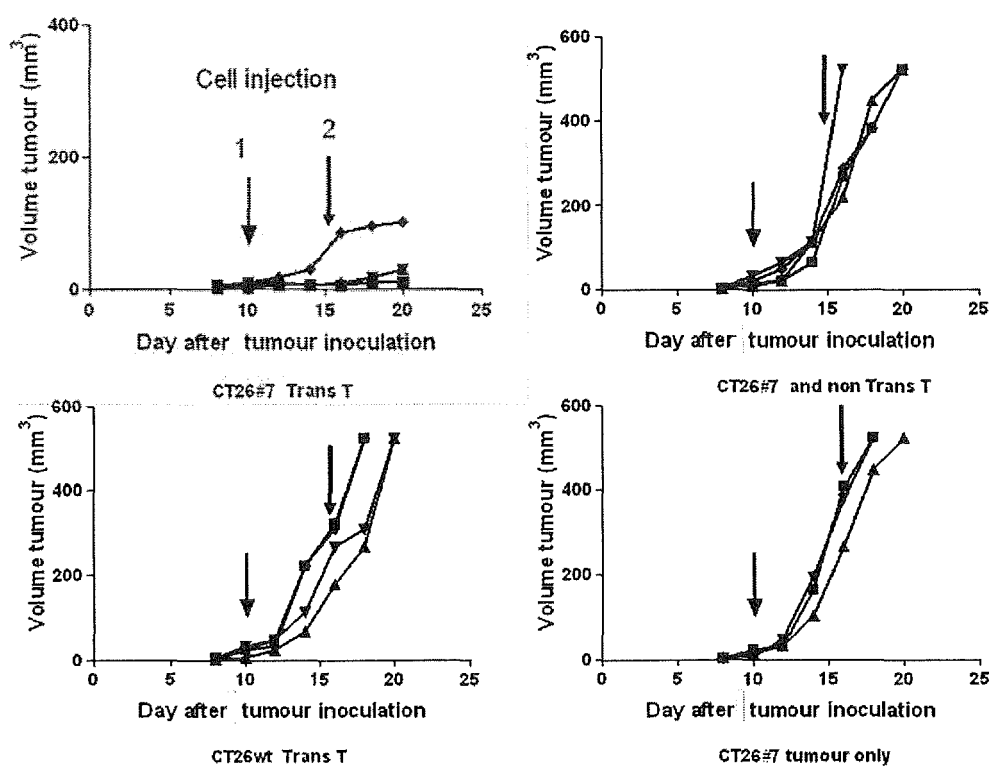 400
200
0
Volume tumour (mm³)
Cell injection
1
2
0 5 10 15 20 25
Day after tumour inoculation
CT26#7 Trans T
600
400
200
0
Volume tumour (mm³)
0 5 10 15 20 25
Day after tumour inoculation
CT26#7 and non Trans T
600
400
200
0
Volume tumour (mm³)
0 5 10 15 20 25
Day after tumour inoculation
CT26wt Trans T
600
400
200
0
Volume tumour (mm³)
0 5 10 15 20 25
Day after tumour inoculation
CT26#7 tumour only